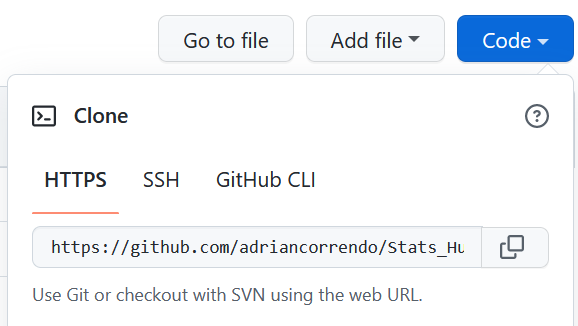 Go to file Add file Code
Clone
HTTPS SSH GitHub CLI
https://github.com/adriancorrendo/Stats_Hu
Use Git or checkout with SVN using the web URL.